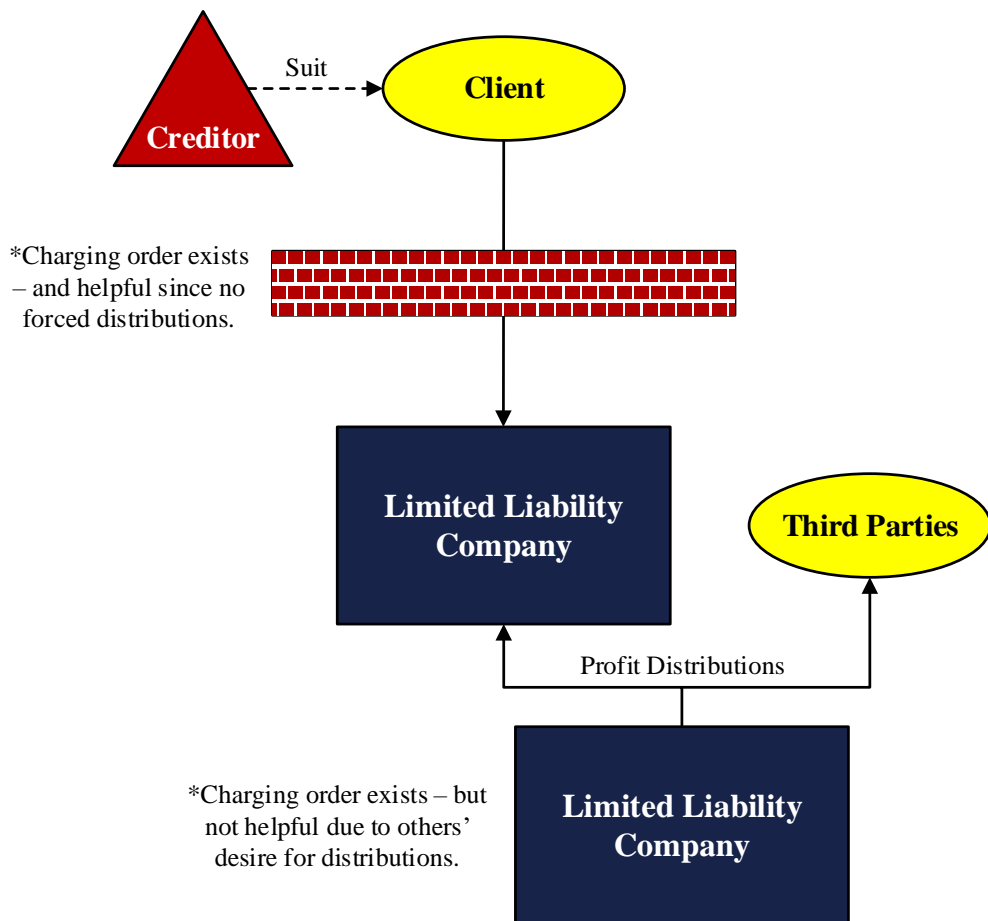 Suit
Client
Creditor
*Charging order exists
– and helpful since no
forced distributions.
Limited Liability
Company
Third Parties
Profit Distributions
*Charging order exists – but
not helpful due to others’
desire for distributions.
Limited Liability
Company